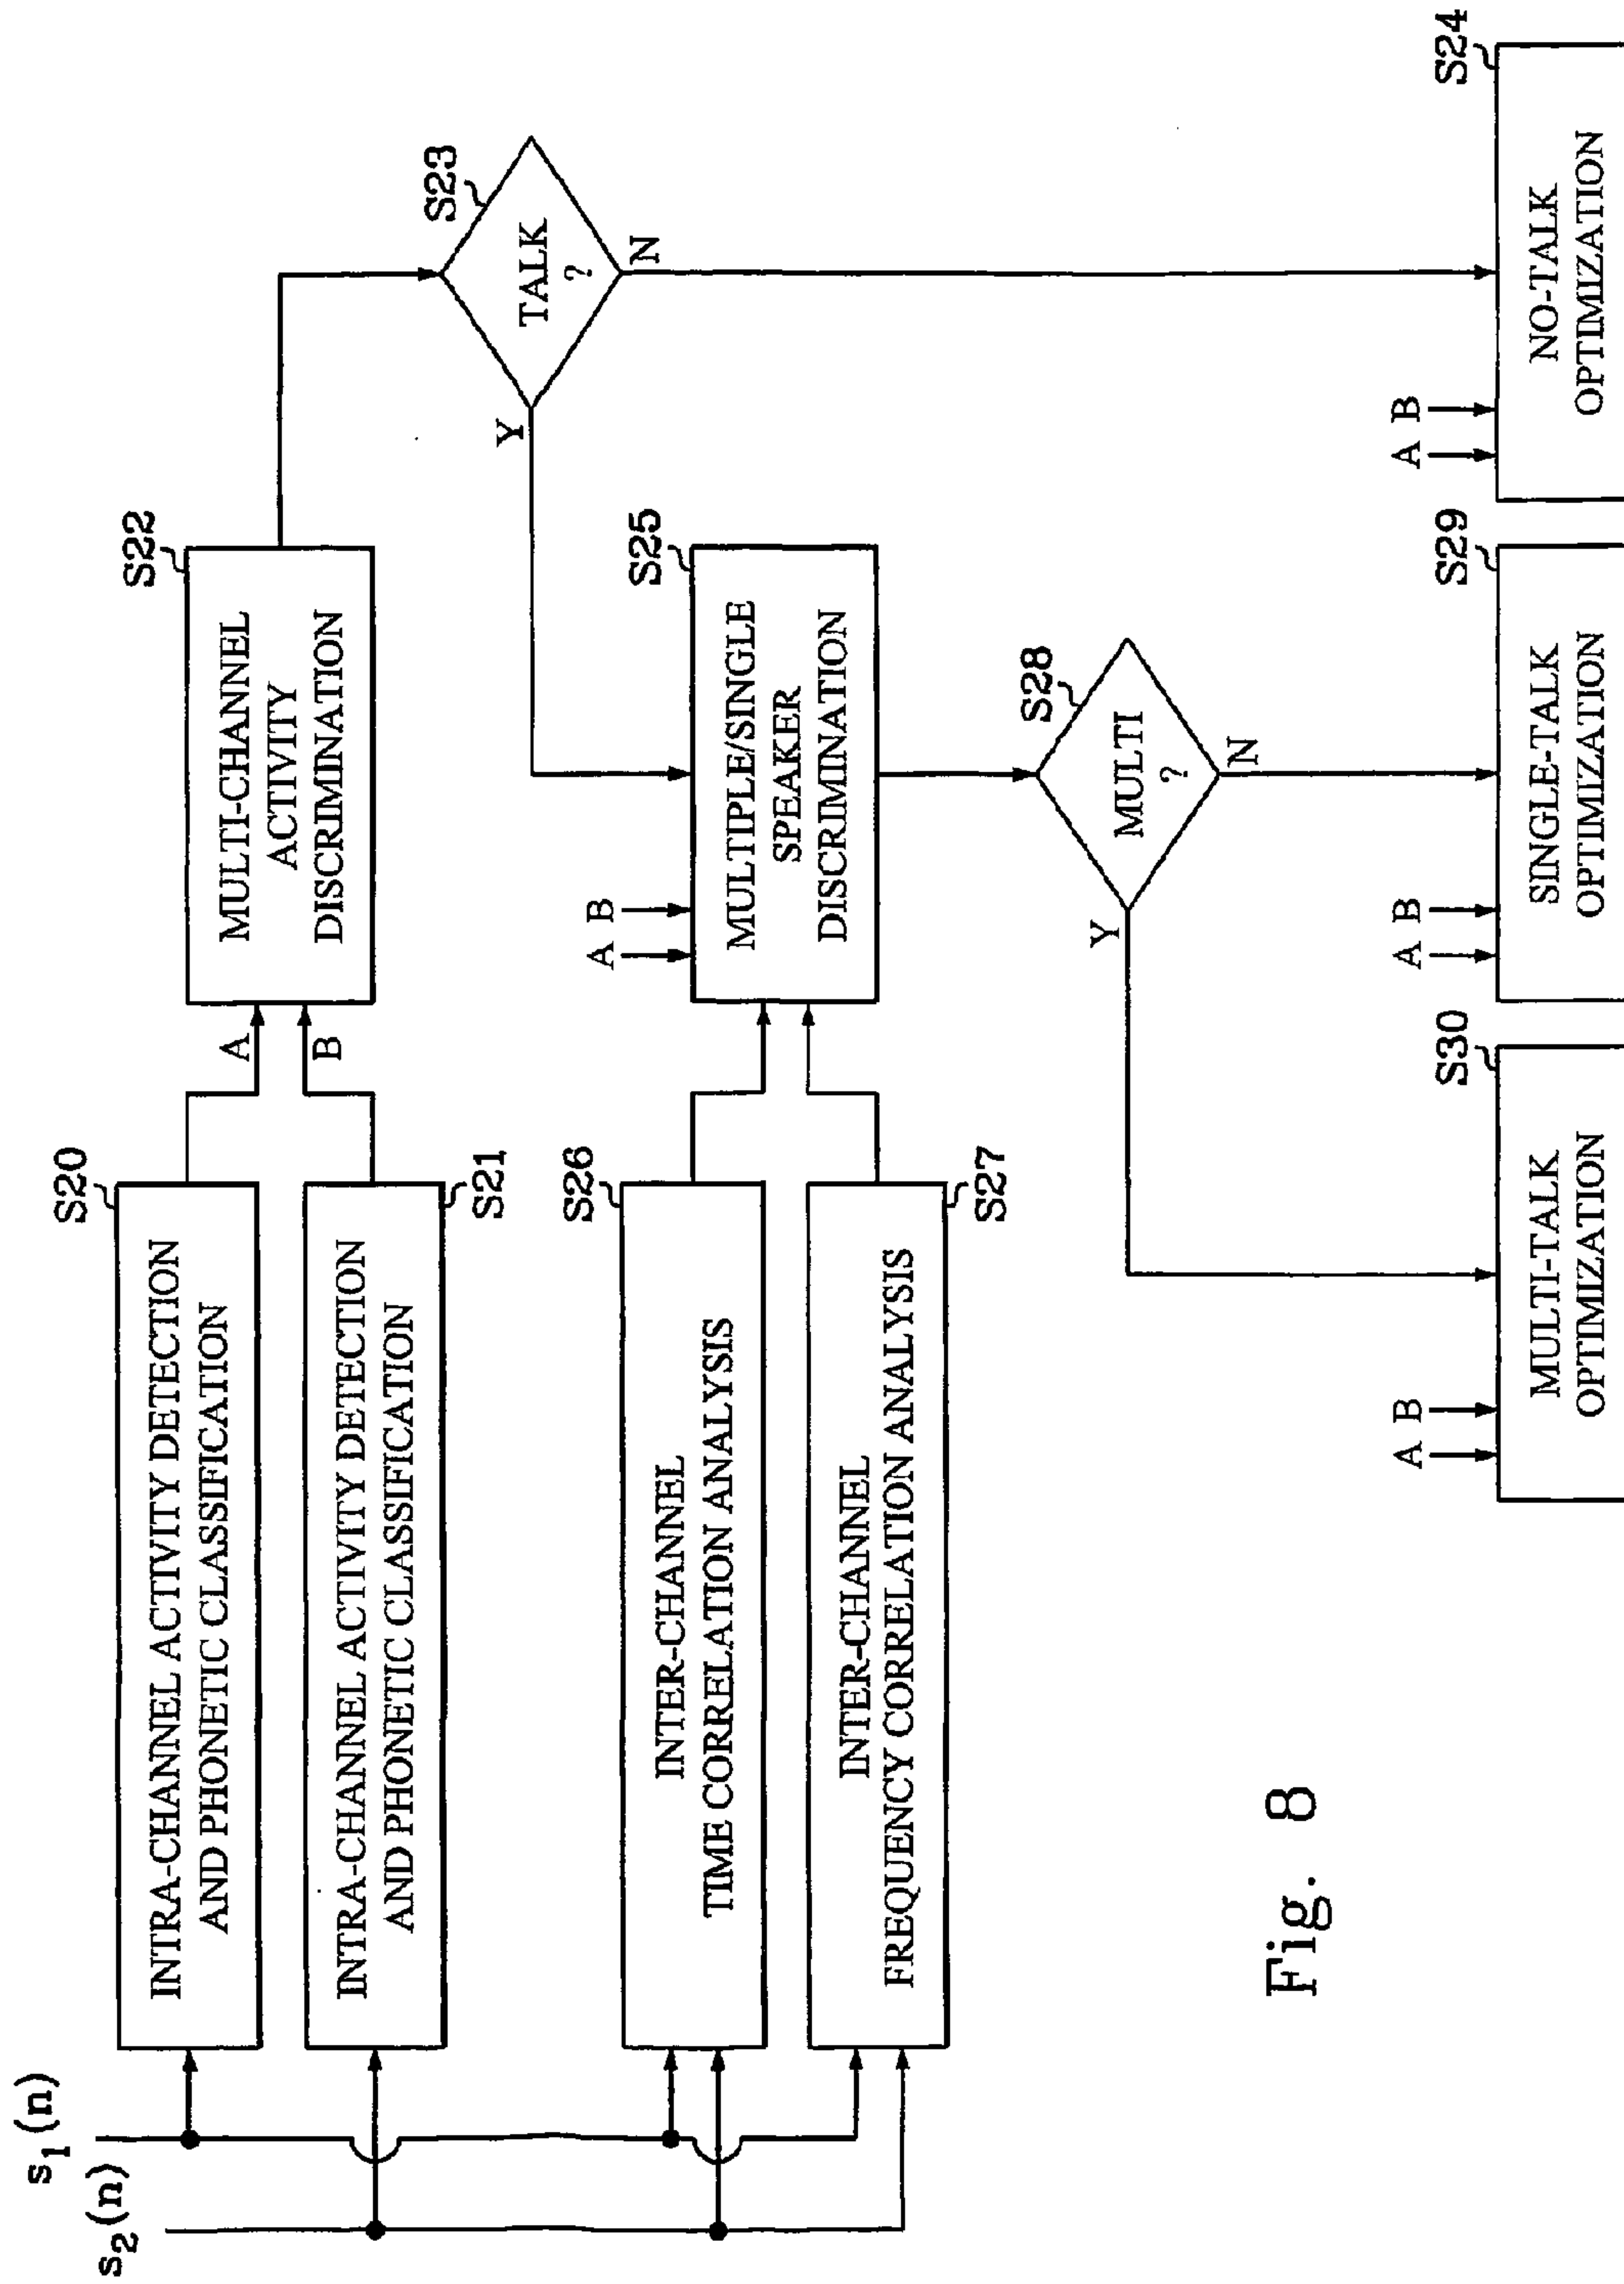 s1(n)
s2(n)
S20
INTRA-CHANNEL ACTIVITY DETECTION
AND PHONETIC CLASSIFICATION
INTRA-CHANNEL ACTIVITY DETECTION
AND PHONETIC CLASSIFICATION
S21
A
B
S22
MULTI-CHANNEL
ACTIVITY
DISCRIMINATION
S23
TALK
?
Y
N
S26
INTER-CHANNEL
TIME CORRELATION ANALYSIS
INTER-CHANNEL
FREQUENCY CORRELATION ANALYSIS
S27
A B
S25
MULTIPLE/SINGLE
SPEAKER
DISCRIMINATION
S28
MULTI
?
Y
N
A B
S30
MULTI-TALK
OPTIMIZATION
A B
S29
SINGLE-TALK
OPTIMIZATION
A B
S24
NO-TALK
OPTIMIZATION
Fig. 8